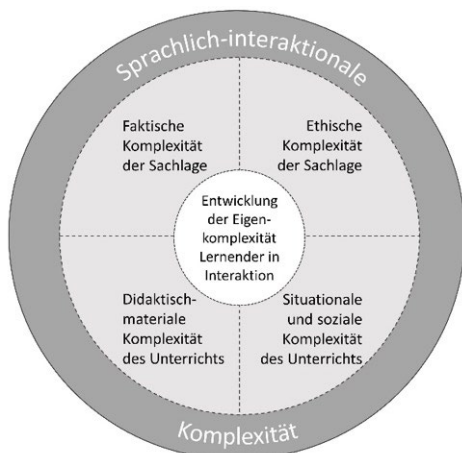 Sprachlich-interaktionale
Faktische
Komplexität
der Sachlage
Ethische
Komplexität
der Sachlage
Entwicklung
der Eigen-
komplexität
Lernender in
Interaktion
Didaktisch-
materiale
Komplexität
des Unterrichts
Situationale
und soziale
Komplexität
des Unterrichts
Komplexität